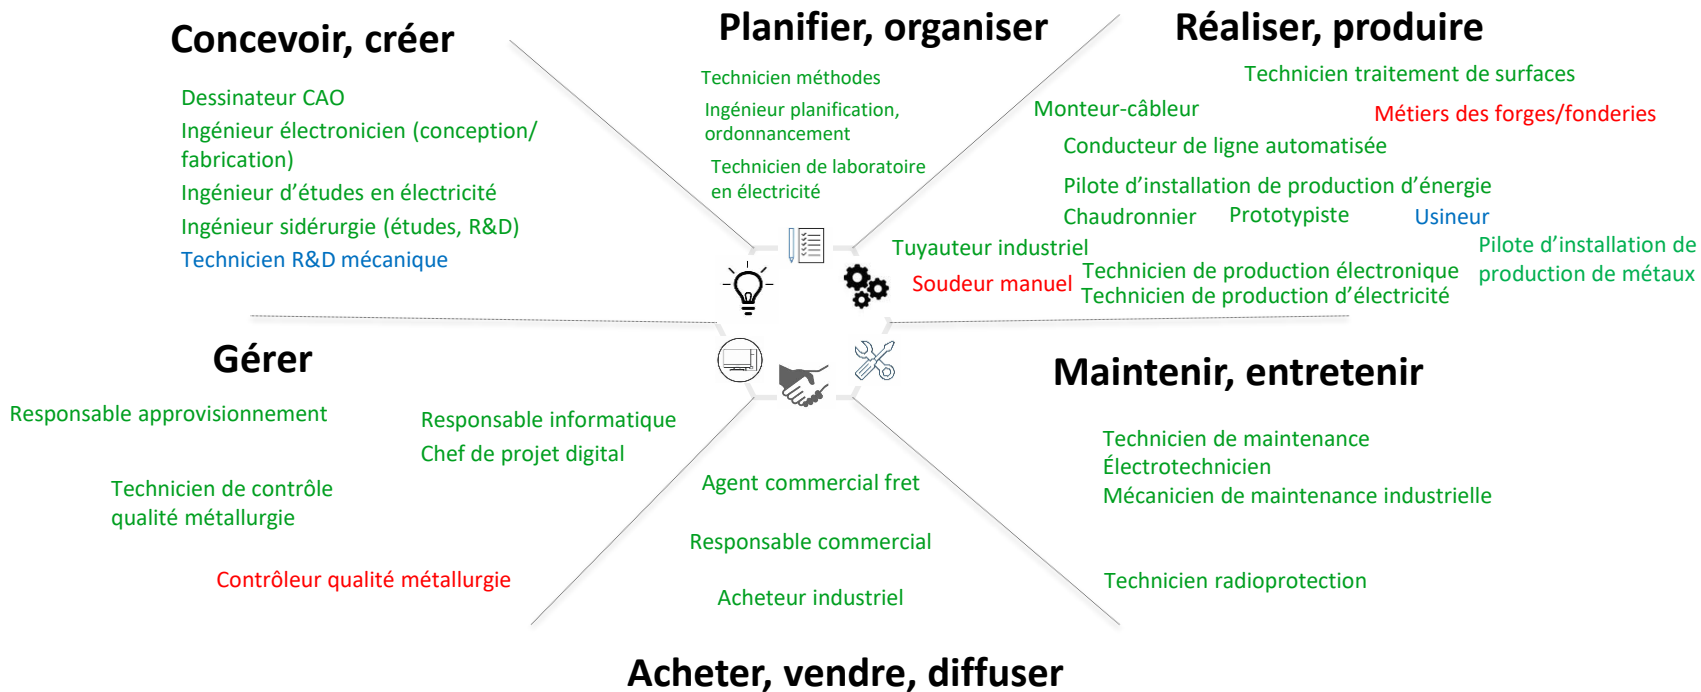 Concevoir, créer
Dessinateur CAO
Ingénieur électronicien (conception/
fabrication)
Ingénieur d'études en électricité
Ingénieur sidérurgie (études, R&D)
Technicien R&D mécanique
Planifier, organiser
Technicien méthodes
Ingénieur planification,
ordonnancement
Technicien de laboratoire
en électricité
Réaliser, produire
Technicien traitement de surfaces
Monteur-câbleur
Métiers des forges/fonderies
Conducteur de ligne automatisée
Pilote d'installation de production d'énergie
Chaudronnier
Prototypiste
Usineur
Tuyauteur industriel
Pilote d'installation de
production de métaux
Soudeur manuel
Technicien de production électronique
Technicien de production d'électricité
Gérer
Responsable approvisionnement
Responsable informatique
Chef de projet digital
Technicien de contrôle
qualité métallurgie
Contrôleur qualité métallurgie
Agent commercial fret
Responsable commercial
Acheteur industriel
Acheter, vendre, diffuser
Maintenir, entretenir
Technicien de maintenance
Électrotechnicien
Mécanicien de maintenance industrielle
Technicien radioprotection